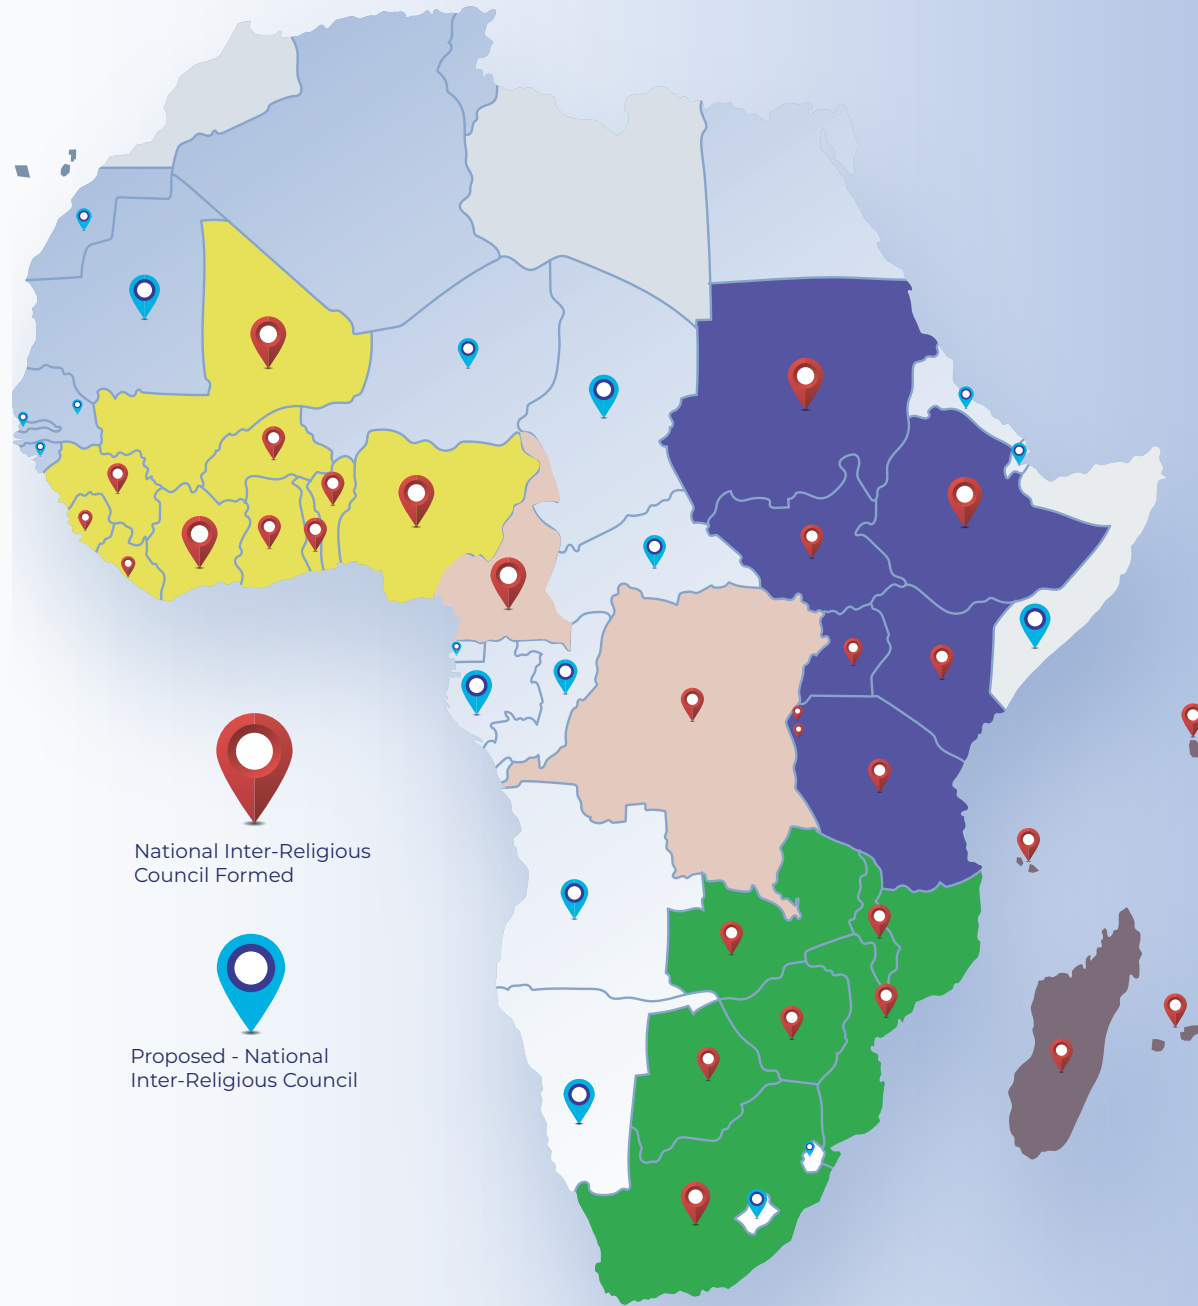 National Inter-Religious
Council Formed
Proposed - National
Inter-Religious Council